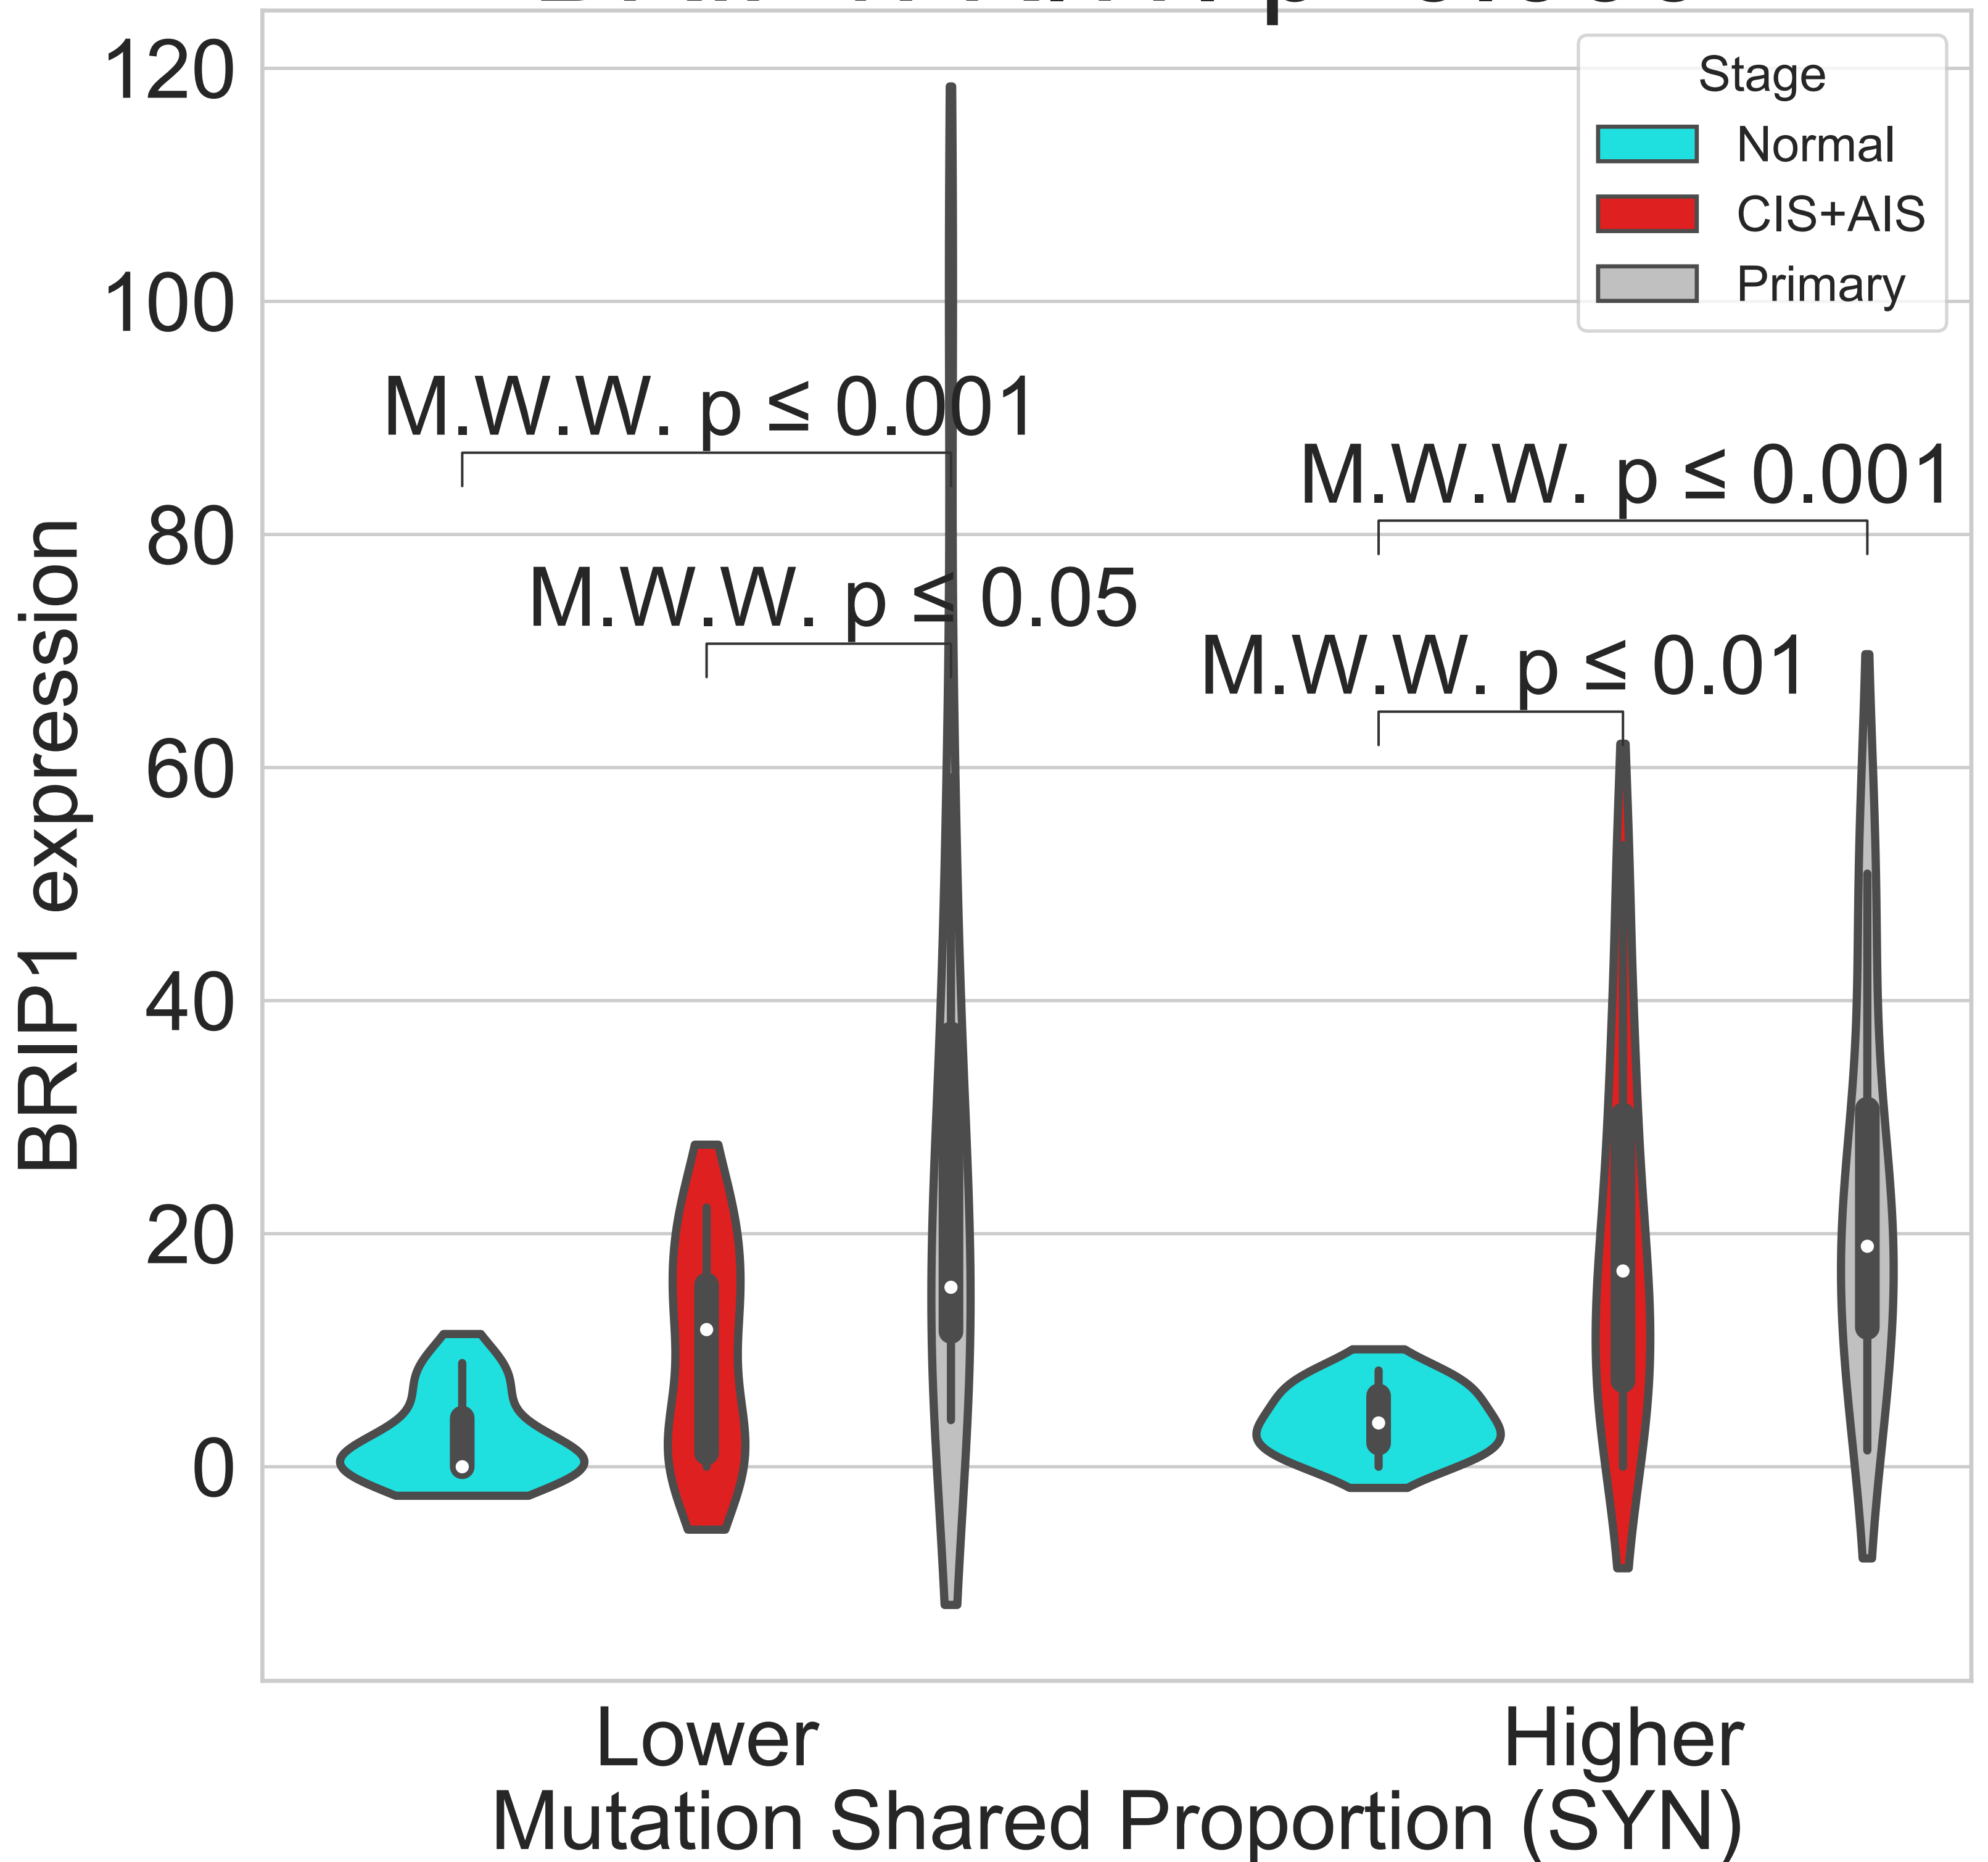 120
100
80
60
40
20
0
BRIP1 expression
Stage
Normal
CIS+AIS
Primary
M.W.W. p ≤ 0.001
M.W.W. p ≤ 0.05
M.W.W. p ≤ 0.001
M.W.W. p ≤ 0.01
Lower
Higher
Mutation Shared Proportion (SYN)